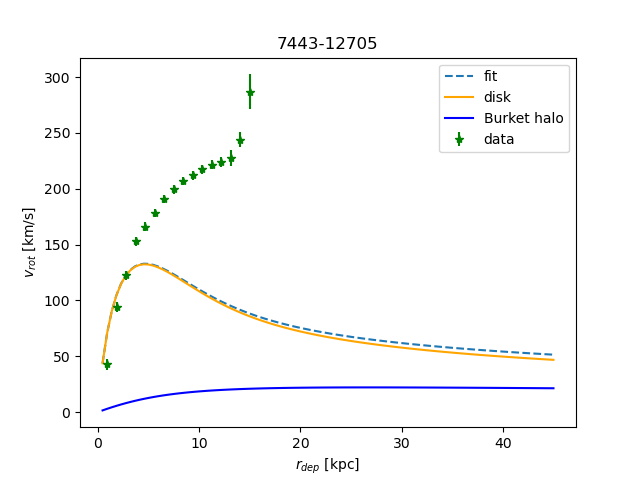 7443-12705
fit
disk
Burket halo
data
v_rot [km/s]
300
250
200
150
100
50
0
0 10 20 30 40
r_dep [kpc]